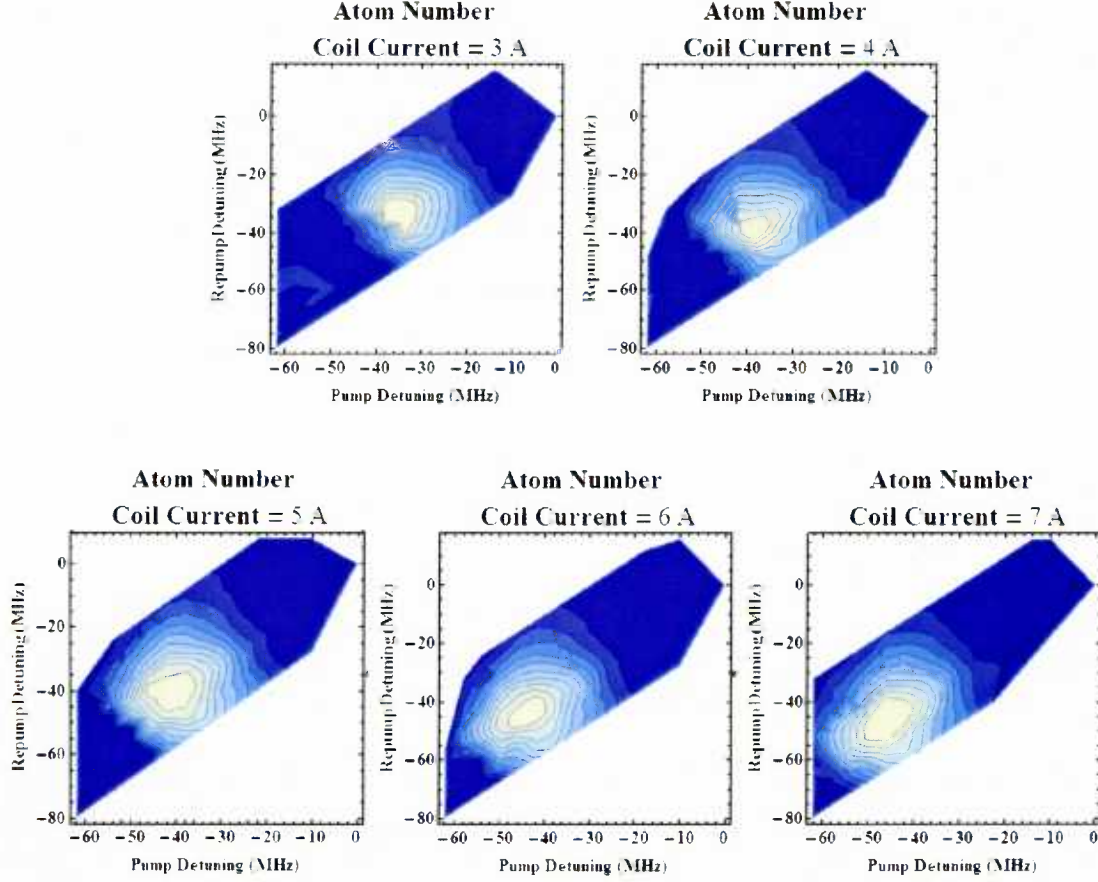 Atom Number
Coil Current = 3 A
0
-20
-40
-60
-80
-60 -50 -40 -30 -20 -10 0
Repump Detuning (MHz)
Pump Detuning (MHz)
Atom Number
Coil Current = 4 A
0
-20
-40
-60
-80
-60 -50 -40 -30 -20 -10 0
Repump Detuning (MHz)
Pump Detuning (MHz)
Atom Number
Coil Current = 5 A
0
-20
-40
-60
-80
-60 -50 -40 -30 -20 -10 0
Repump Detuning (MHz)
Pump Detuning (MHz)
Atom Number
Coil Current = 6 A
0
-20
-40
-60
-80
-60 -50 -40 -30 -20 -10 0
Repump Detuning (MHz)
Pump Detuning (MHz)
Atom Number
Coil Current = 7 A
0
-20
-40
-60
-80
-60 -50 -40 -30 -20 -10 0
Repump Detuning (MHz)
Pump Detuning (MHz)